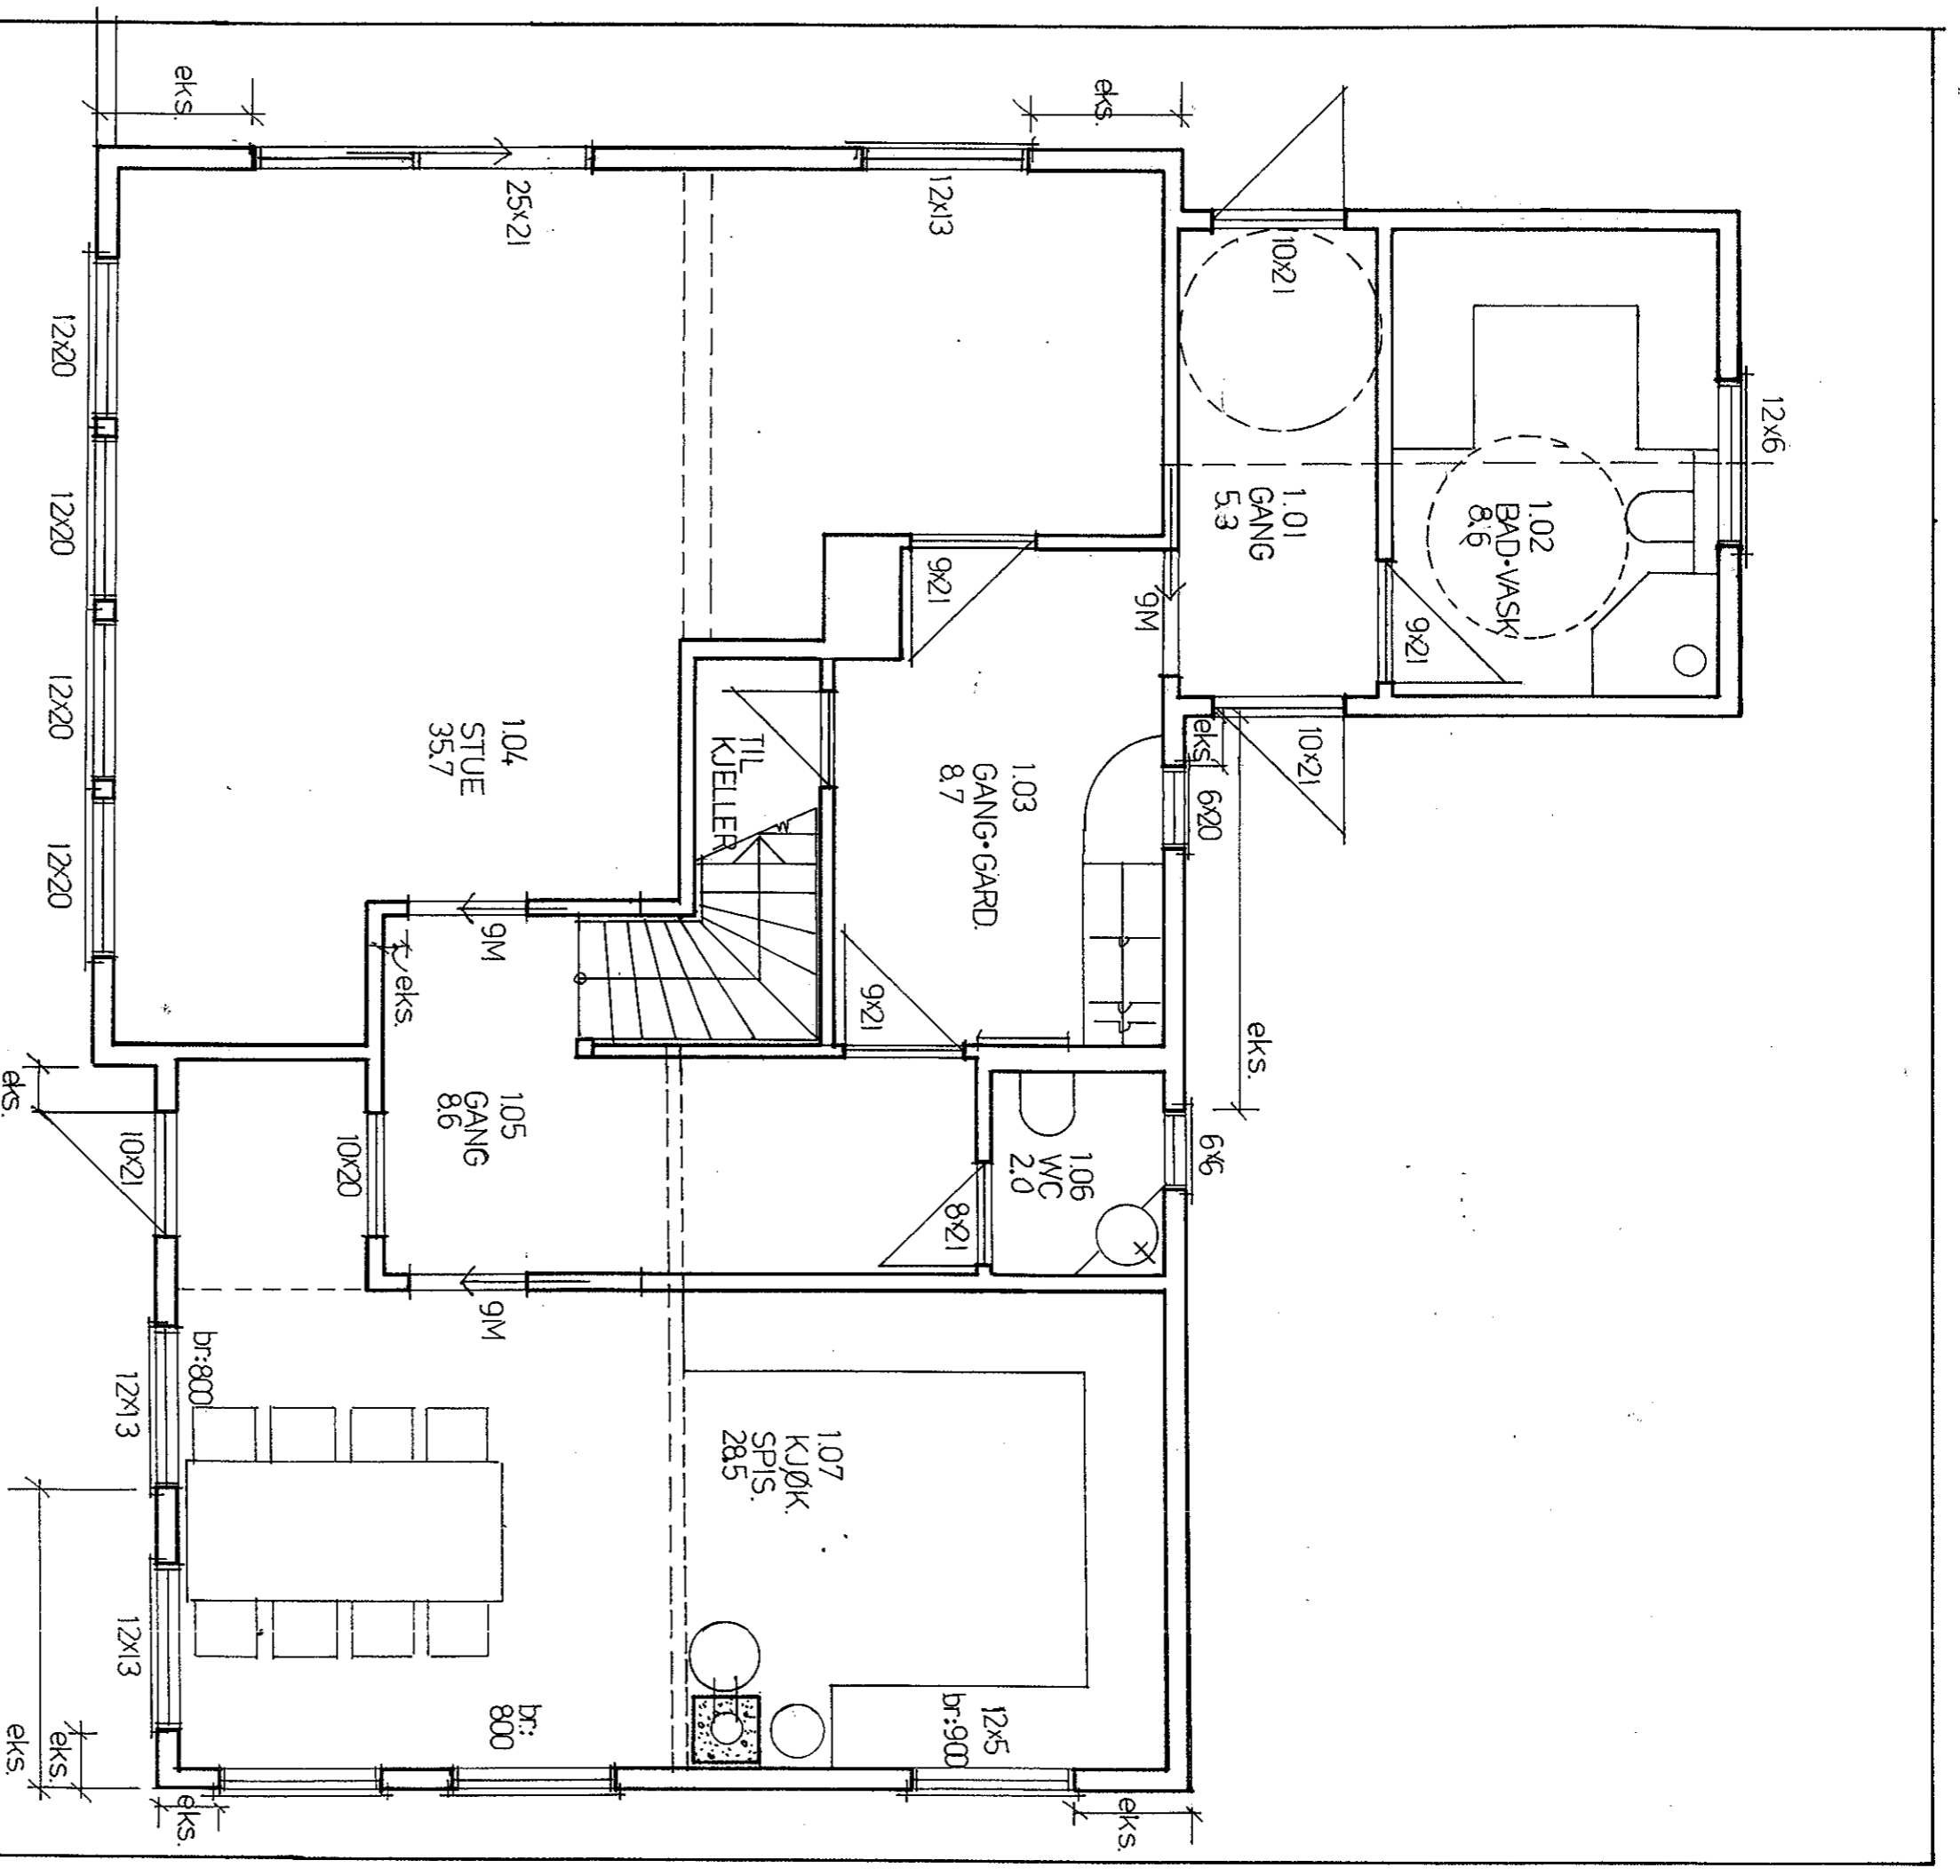 12x6
1.02
BAD•VASK
8.6
9x21
10x21
1.01
GANG
5.3
10x21
eks.
12x13
25x21
eks.
9M
9x21
eks
6x20
eks.
6x6
1.03
GANG•GARD.
8.7
9x21
TIL
KJELLER
1.04
STUE
35.7
9M
eks.
12x20
12x20
12x20
12x20
1.06
WC
2.0
8x21
1.05
GANG
8.6
10x20
10x21
eks.
9M
1.07
KJØK.
SPIS.
28.5
12x5
br:900
br:
800
br:800
12x13
12x13
eks.
eks.
eks.
eks.